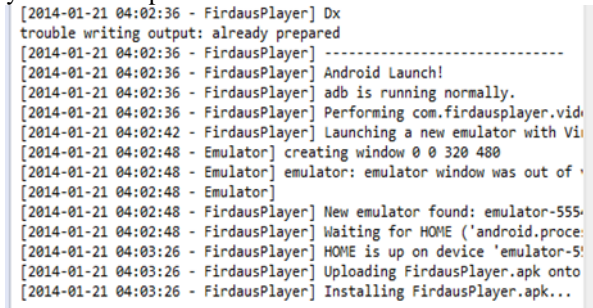 [2014-01-21 04:02:36 - FirdausPlayer] Dx
trouble writing output: already prepared
[2014-01-21 04:02:36 - FirdausPlayer] ------------------------------
[2014-01-21 04:02:36 - FirdausPlayer] Android Launch!
[2014-01-21 04:02:36 - FirdausPlayer] adb is running normally.
[2014-01-21 04:02:36 - FirdausPlayer] Performing com.firdausplayer.vid
[2014-01-21 04:02:42 - FirdausPlayer] Launching a new emulator with Vi
[2014-01-21 04:02:48 - Emulator] creating window 0 0 320 480
[2014-01-21 04:02:48 - Emulator] emulator: emulator window was out of
[2014-01-21 04:02:48 - Emulator]
[2014-01-21 04:02:48 - FirdausPlayer] New emulator found: emulator-555
[2014-01-21 04:02:48 - FirdausPlayer] Waiting for HOME ('android.proce
[2014-01-21 04:03:26 - FirdausPlayer] HOME is up on device 'emulator-5
[2014-01-21 04:03:26 - FirdausPlayer] Uploading FirdausPlayer.apk onto
[2014-01-21 04:03:26 - FirdausPlayer] Installing FirdausPlayer.apk...